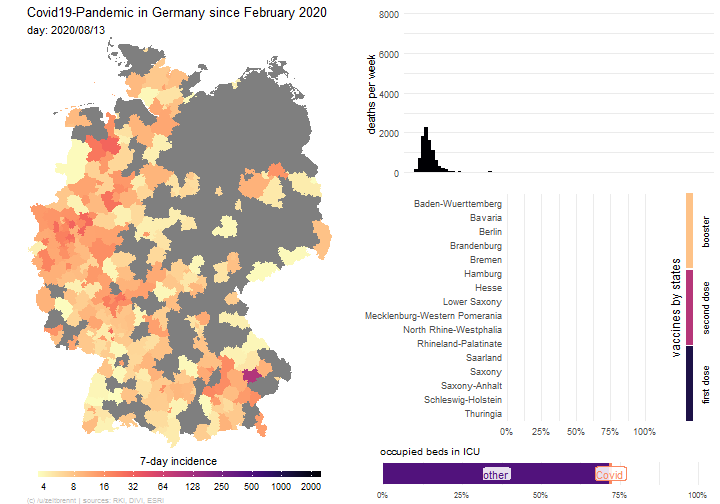 Covid19-Pandemic in Germany since February 2020
day: 2020/08/13
7-day incidence
4 8 16 32 64 128 250 500 1000 2000
(c) /u/zeitbrennt | sources: RKI, DIVI, ESRI
deaths per week
8000
6000
4000
2000
0
Baden-Wuerttemberg
Bavaria
Berlin
Brandenburg
Bremen
Hamburg
Hesse
Lower Saxony
Mecklenburg-Western Pomerania
North Rhine-Westphalia
Rhineland-Palatinate
Saarland
Saxony
Saxony-Anhalt
Schleswig-Holstein
Thuringia
0% 25% 50% 75% 100%
vaccines by states
booster
second dose
first dose
occupied beds in ICU
other
Covid
0% 25% 50% 75% 100%